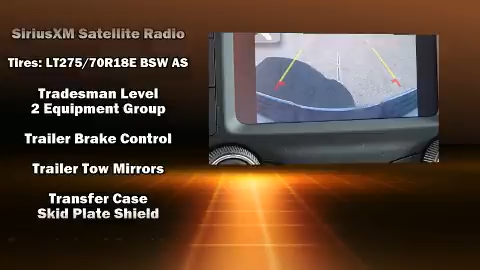 SiriusXM Satellite Radio
Tires: LT275/70R18E BSW AS
Tradesman Level
2 Equipment Group
Trailer Brake Control
Trailer Tow Mirrors
Transfer Case
Skid Plate Shield